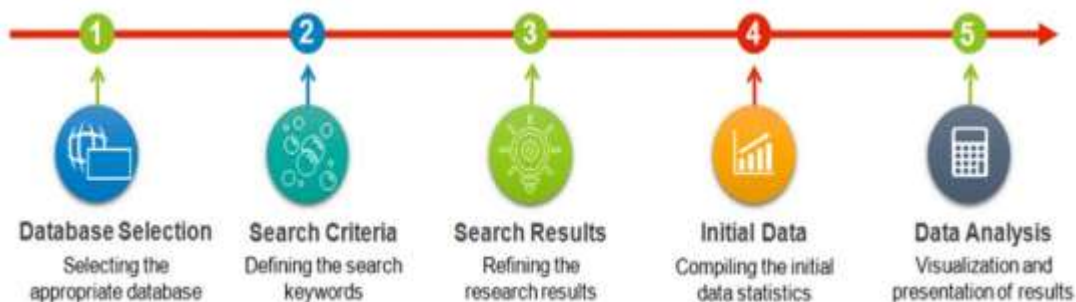 1 2 3 4 5
Database Selection
Selecting the
appropriate database
Search Criteria
Defining the search
keywords
Search Results
Refining the
research results
Initial Data
Compiling the initial
data statistics
Data Analysis
Visualization and
presentation of results